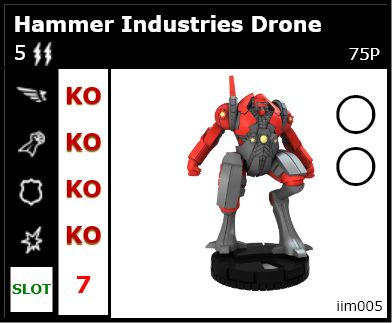 Hammer Industries Drone
5 75P
KO
KO
KO
KO
SLOT 7
iim005